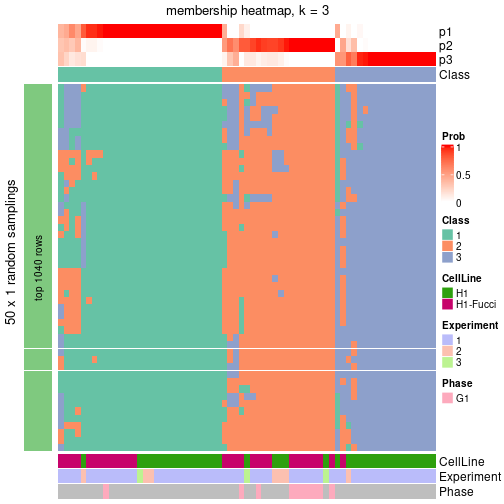 membership heatmap, k = 3
p1
p2
p3
Class
50 x 1 random samplings
top 1040 rows
Prob
1
0.5
0
Class
1
2
3
CellLine
H1
H1-Fucci
Experiment
1
2
3
Phase
G1
CellLine
Experiment
Phase